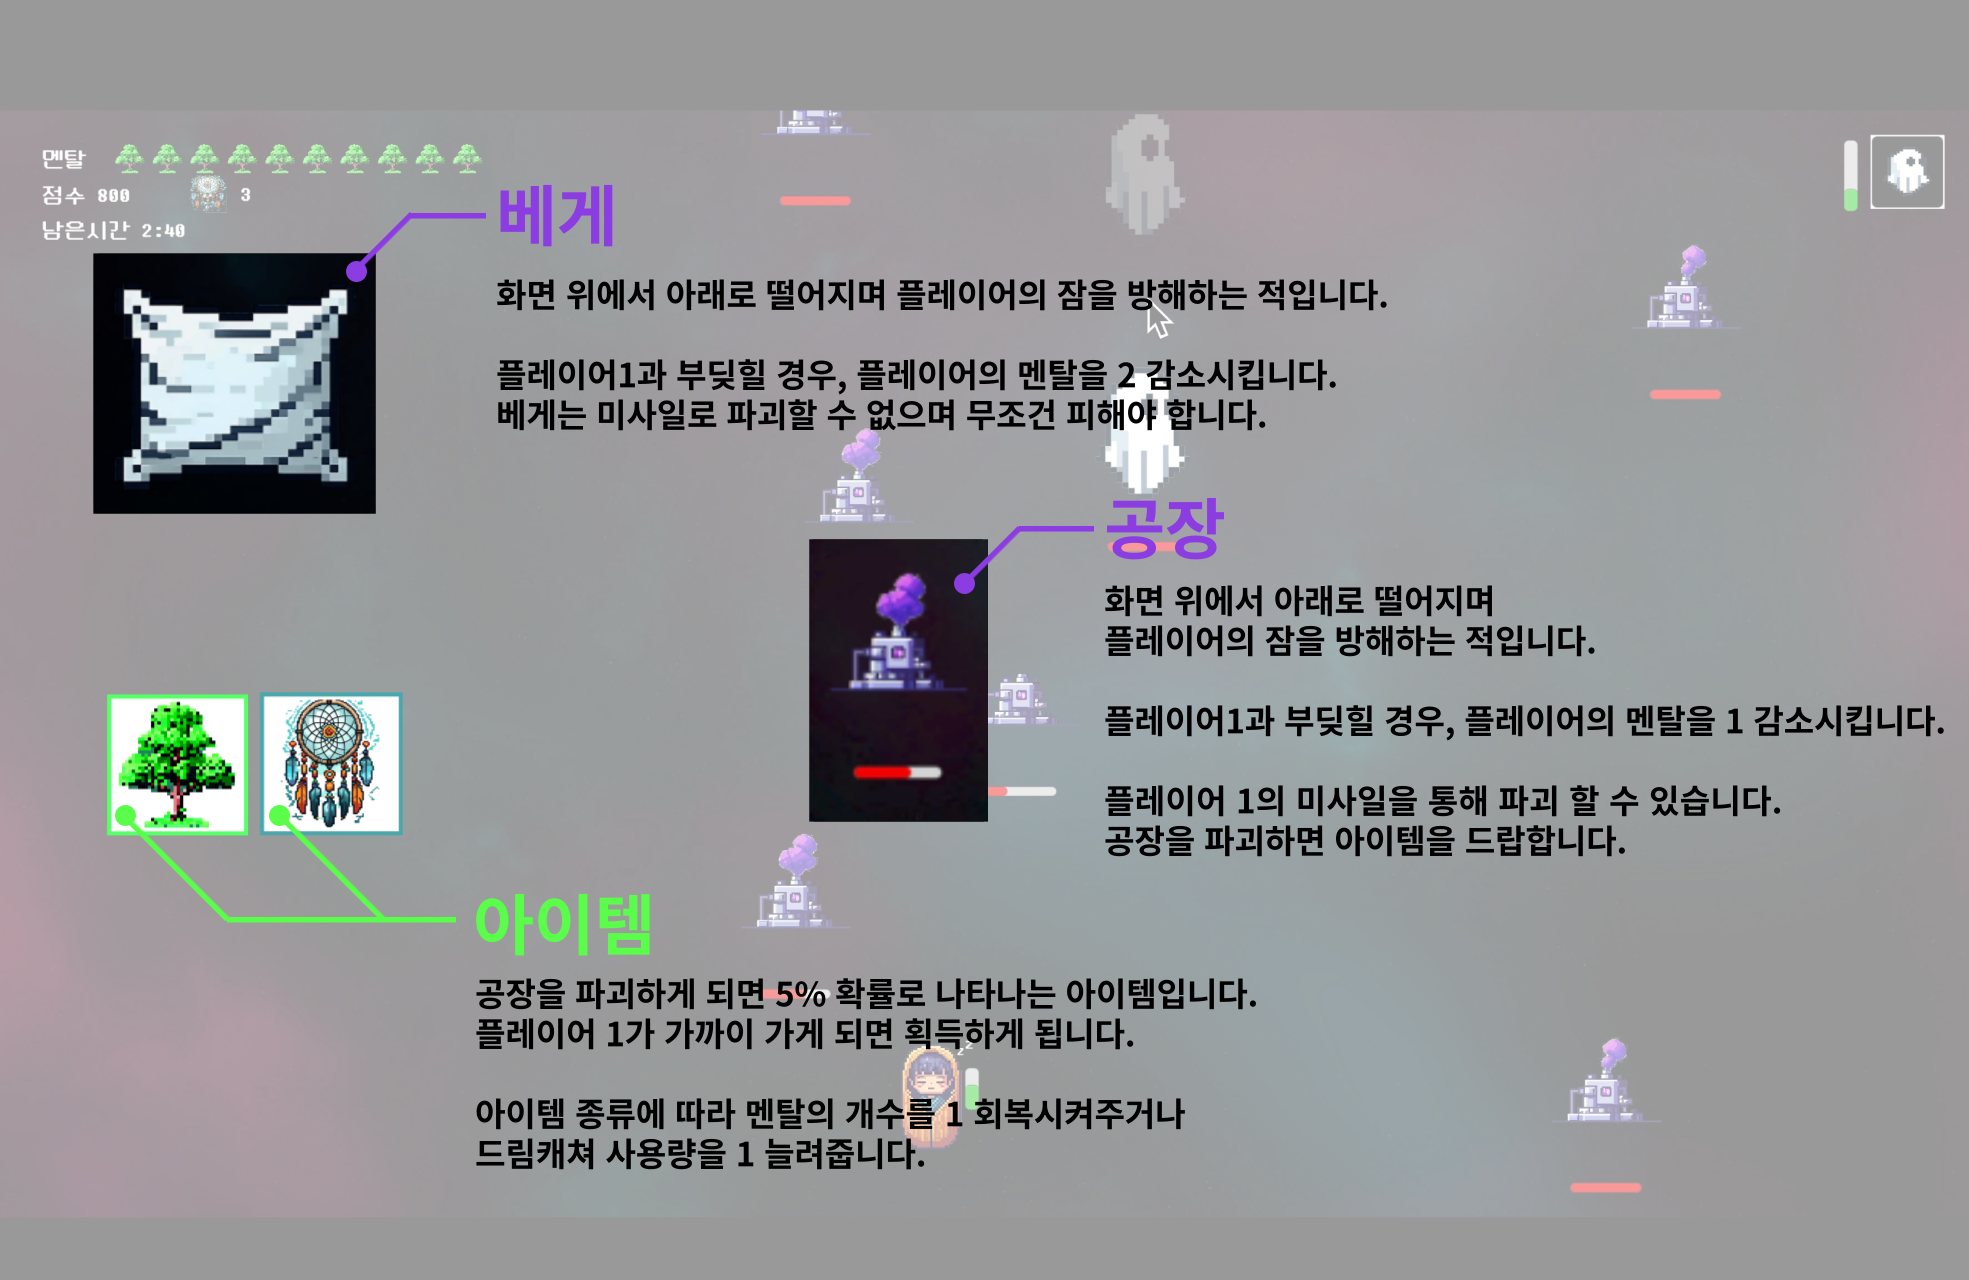 멘탈
점수 800 3
남은시간 2:40
베게
화면 위에서 아래로 떨어지며 플레이어의 잠을 방해하는 적입니다.
플레이어1과 부딪힐 경우, 플레이어의 멘탈을 2 감소시킵니다.
베게는 미사일로 파괴할 수 없으며 무조건 피해야 합니다.
공장
화면 위에서 아래로 떨어지며
플레이어의 잠을 방해하는 적입니다.
플레이어1과 부딪힐 경우, 플레이어의 멘탈을 1 감소시킵니다.
플레이어 1의 미사일을 통해 파괴 할 수 있습니다.
공장을 파괴하면 아이템을 드랍합니다.
아이템
공장을 파괴하게 되면 5% 확률로 나타나는 아이템입니다.
플레이어 1가 가까이 가게 되면 획득하게 됩니다.
zz
아이템 종류에 따라 멘탈의 개수를 1 회복시켜주거나
드림캐쳐 사용량을 1 늘려줍니다.